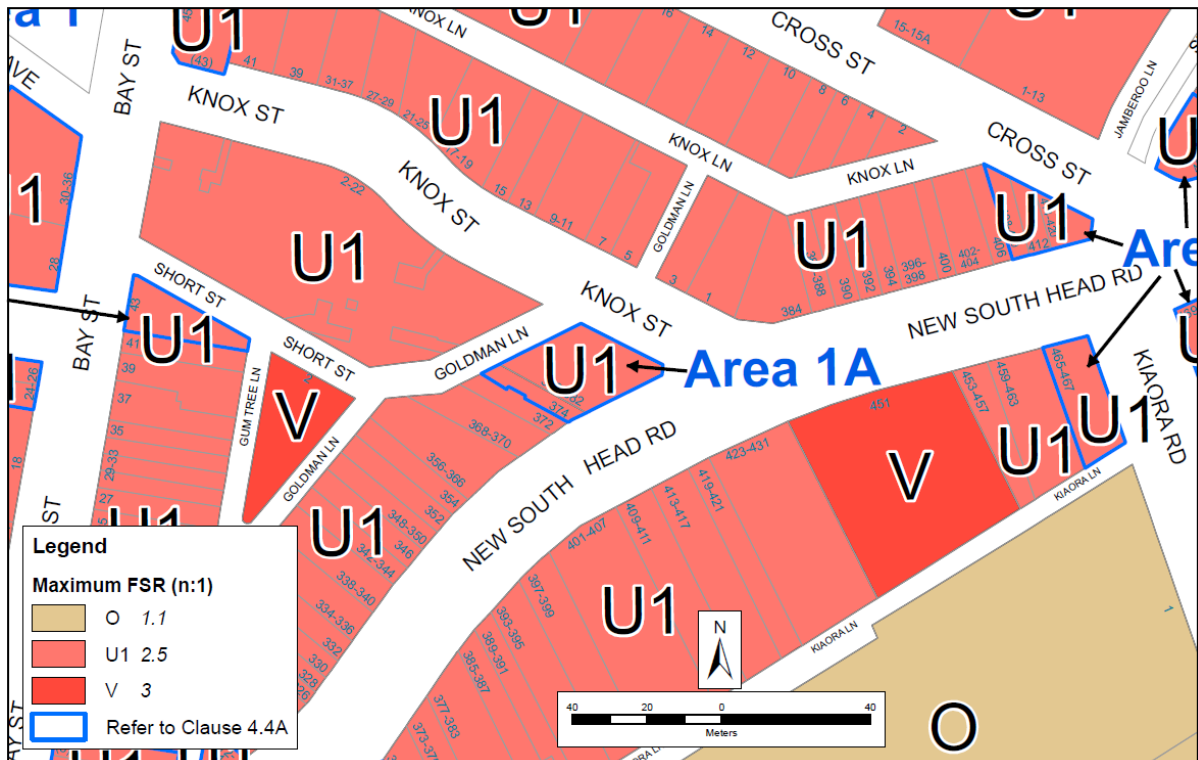 a 1
U1
U1
U1
45
(43)
41
39
31-37
27-29
21-25
17-19
15
13
9-11
7
5
3
1
KNOX LN
16
14
12
10
8
6
4
2
CROSS ST
15-15A
1-13
JAMBEROO LN
AVE
BAY ST
KNOX ST
U1
KNOX LN
KNOX LN
CROSS ST
U
30-36
28
U1
2-22
KNOX ST
GOLDMAN LN
U1
U1
U1
412
406
402-404
400
396-398
394
392
390
384
Are
NEW SOUTH HEAD RD
SHORT ST
43
U1
BAY ST
KNOX ST
GOLDMAN LN
U1
Area 1A
374
372
368-370
SHORT ST
2
V
GUM TREE LN
GOLDMAN LN
41
39
37
35
29-33
27
24-26
18
356-366
354
352
348-350
346
342-344
338-340
334-336
332
330
328
U1
U1
451
453-457
459-463
465-467
V
U1
U1
U
KIAORA RD
KIAORA LN
NEW SOUTH HEAD RD
423-431
419-421
413-417
409-411
401-407
397-399
393-395
389-391
385-387
377-383
U1
KIAORA LN
1
O
ST
Legend
Maximum FSR (n:1)
O 1.1
U1 2.5
V 3
Refer to Clause 4.4A
N
40 20 0 40
Meters